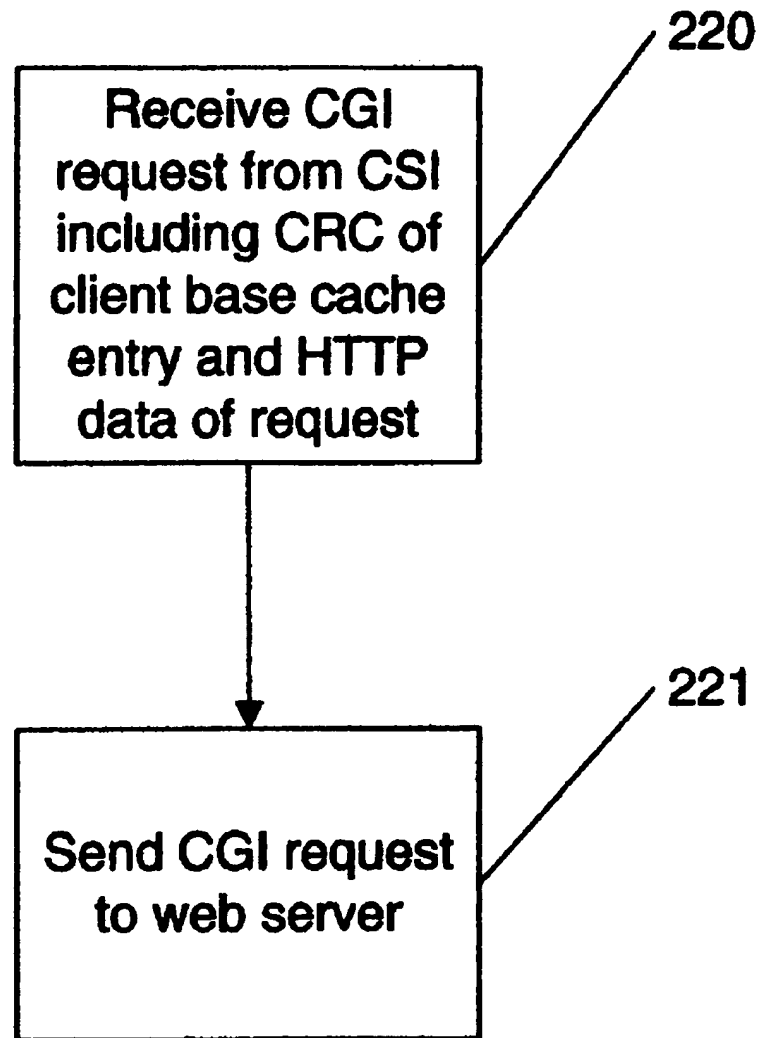 220
Receive CGI
request from CSI
including CRC of
client base cache
entry and HTTP
data of request
221
Send CGI request
to web server